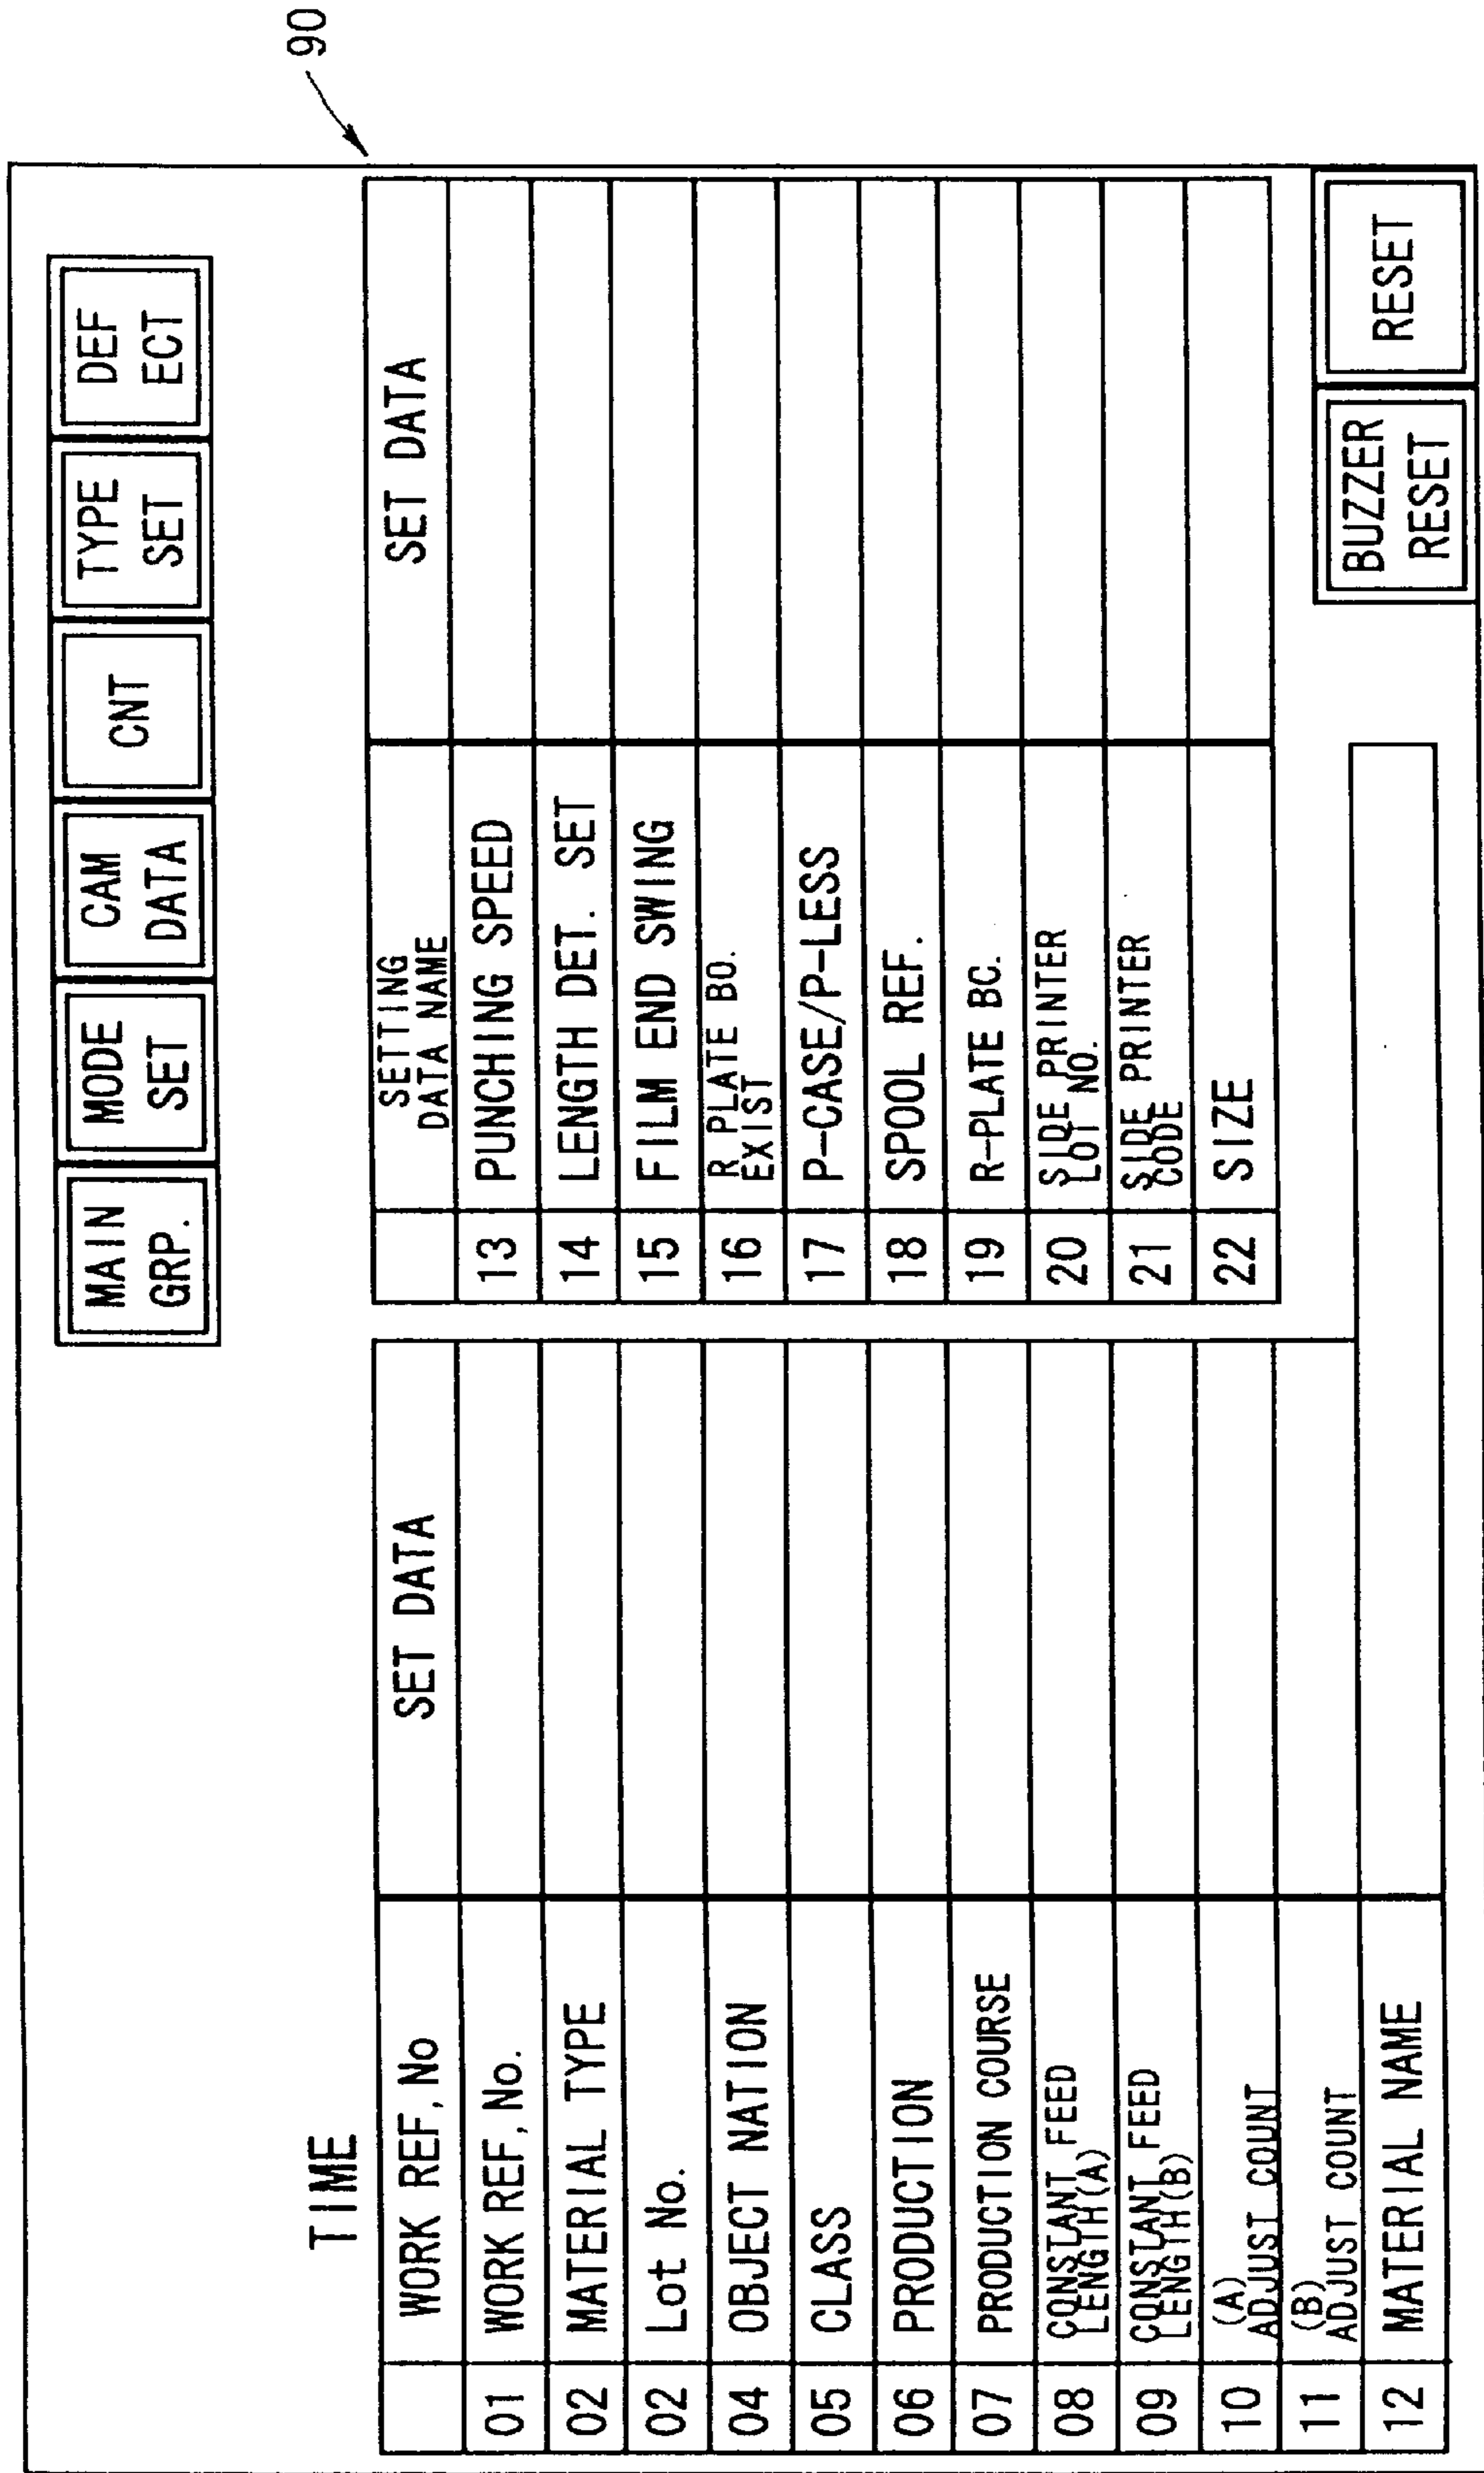 90
MAIN
GRP.
MODE
SET
CAM
DATA
CNT
TYPE
SET
DEF
ECT
TIME
WORK REF, No
SET DATA
01 WORK REF, No.
02 MATERIAL TYPE
02 Lot No.
04 OBJECT NATION
05 CLASS
06 PRODUCTION
07 PRODUCTION COURSE
08 CONSTANT FEED
LENGTH(A)
09 CONSTANT FEED
LENGTH(B)
10 (A)
ADJUST COUNT
11 (B)
ADJUST COUNT
12 MATERIAL NAME
SETTING
DATA NAME
SET DATA
13 PUNCHING SPEED
14 LENGTH DET. SET
15 FILM END SWING
16 R PLATE BO.
EXIST
17 P-CASE/P-LESS
18 SPOOL REF.
19 R-PLATE BC.
20 SIDE PRINTER
LOT NO.
21 SIDE PRINTER
CODE
22 SIZE
BUZZER
RESET
RESET